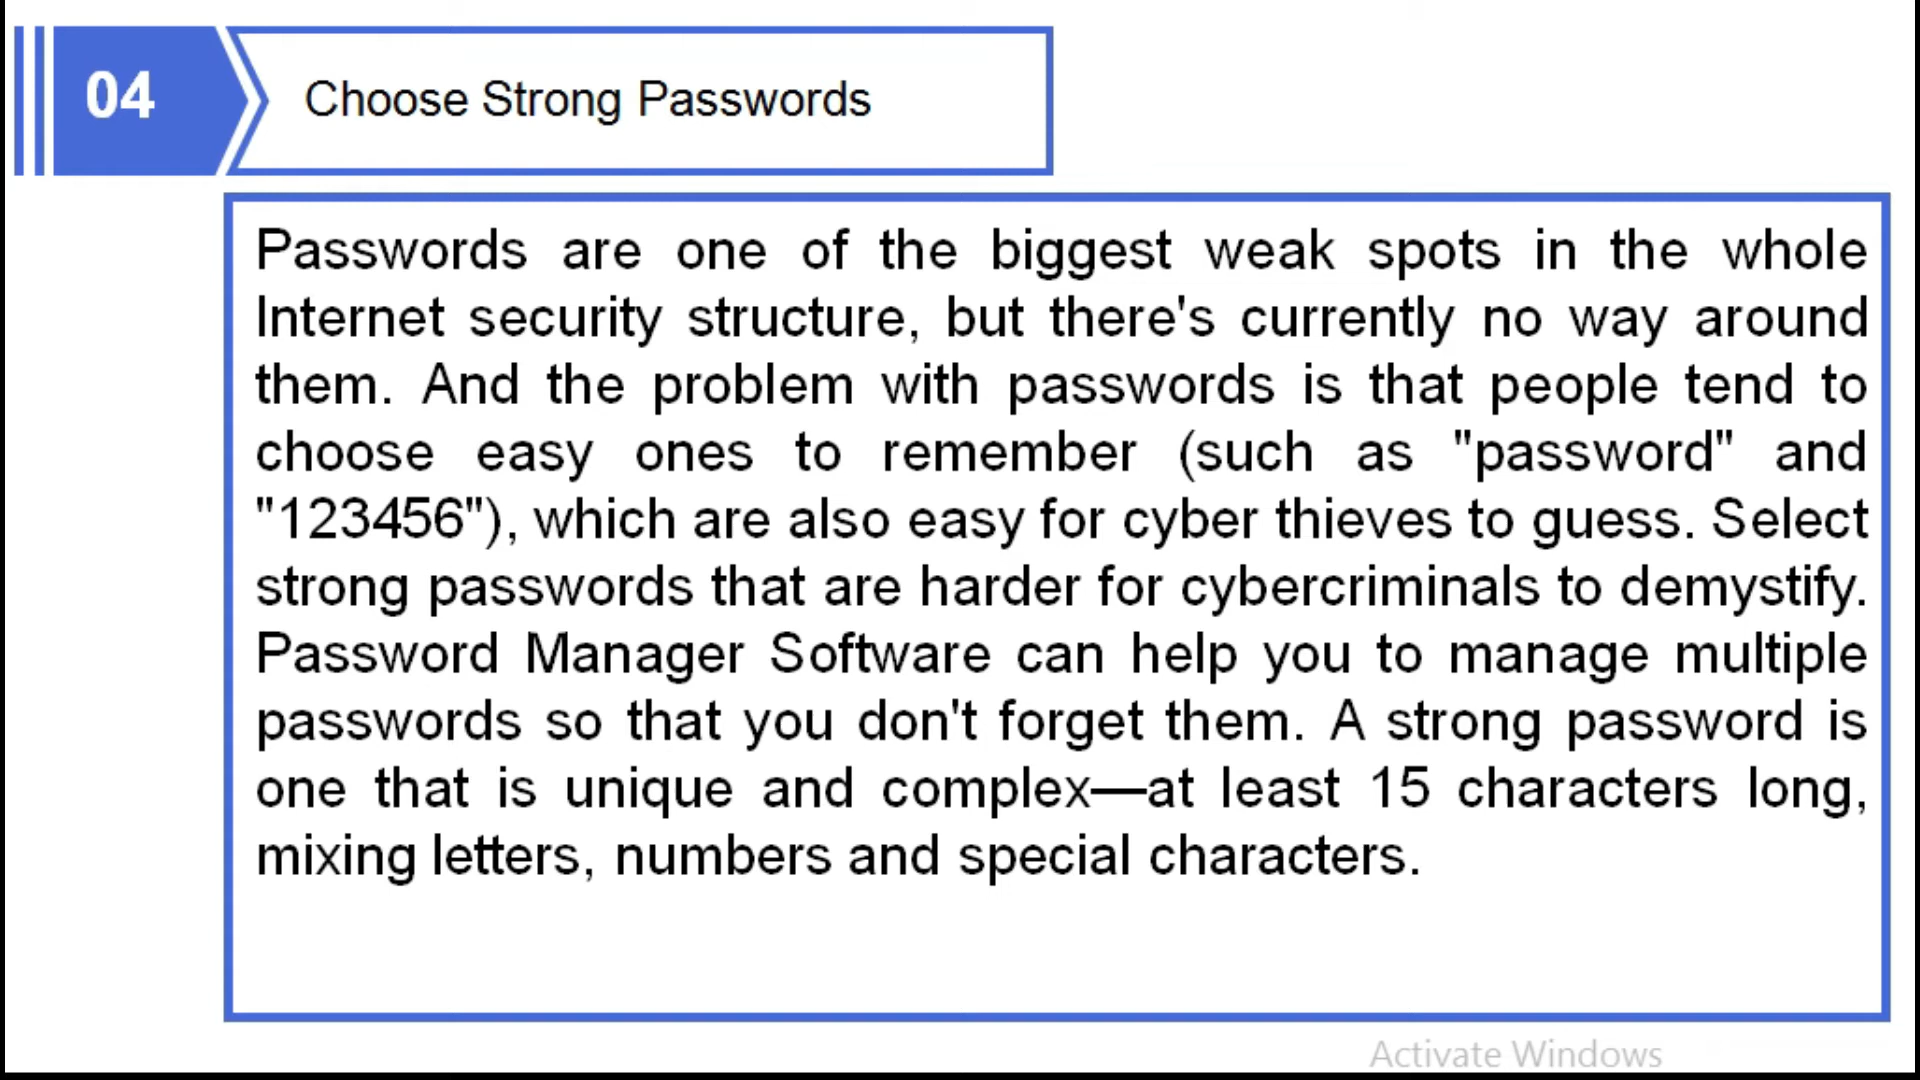 04
Choose Strong Passwords
Passwords are one of the biggest weak spots in the whole
Internet security structure, but there's currently no way around
them. And the problem with passwords is that people tend to
choose easy ones to remember (such as "password" and
"123456"), which are also easy for cyber thieves to guess. Select
strong passwords that are harder for cybercriminals to demystify.
Password Manager Software can help you to manage multiple
passwords so that you don't forget them. A strong password is
one that is unique and complex—at least 15 characters long,
mixing letters, numbers and special characters.
Activate Windows